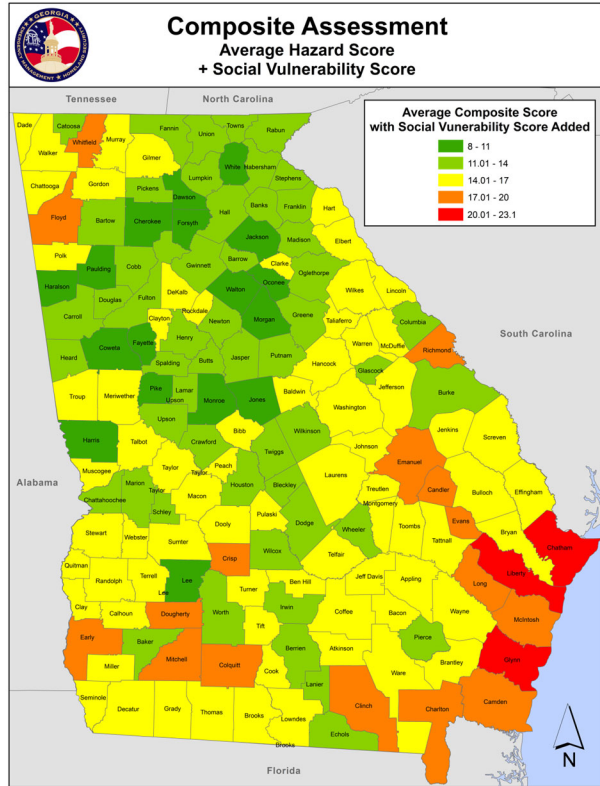 GEORGIA
EMERGENCY MANAGEMENT
HOMELAND SECURITY
Composite Assessment
Average Hazard Score
+ Social Vulnerability Score
Tennessee
North Carolina
Average Composite Score
with Social Vunerability Score Added
8 - 11
11.01 - 14
14.01 - 17
17.01 - 20
20.01 - 23.1
Dade
Catoosa
Whitfield
Murray
Fannin
Union
Towns
Rabun
Walker
Gilmer
White
Habersham
Lumpkin
Stephens
Chattooga
Gordon
Pickens
Dawson
Banks
Franklin
Hart
Floyd
Bartow
Cherokee
Forsyth
Hall
Jackson
Madison
Elbert
Polk
Paulding
Cobb
Gwinnett
Barrow
Clarke
Oglethorpe
Haralson
DeKalb
Walton
Oconee
Wilkes
Lincoln
Douglas
Fulton
Rockdale
Newton
Morgan
Greene
Taliaferro
Columbia
South Carolina
Carroll
Clayton
Henry
McDuffie
Warren
Richmond
Heard
Coweta
Fayette
Spalding
Butts
Jasper
Putnam
Hancock
Glascock
Troup
Meriwether
Pike
Lamar
Upson
Monroe
Jones
Baldwin
Jefferson
Burke
Washington
Upson
Harris
Talbot
Crawford
Bibb
Wilkinson
Jenkins
Screven
Twiggs
Johnson
Emanuel
Muscogee
Taylor
Taylor
Peach
Laurens
Alabama
Chattahoochee
Marion
Taylor
Macon
Houston
Bleckley
Treutlen
Candler
Bulloch
Effingham
Schley
Montgomery
Stewart
Webster
Sumter
Dooly
Pulaski
Dodge
Wheeler
Toombs
Evans
Bryan
Tattnall
Chatham
Quitman
Randolph
Terrell
Lee
Lee
Crisp
Wilcox
Telfair
Liberty
Long
Clay
Calhoun
Dougherty
Worth
Turner
Ben Hill
Jeff Davis
Appling
Irwin
Coffee
Bacon
Wayne
McIntosh
Early
Baker
Mitchell
Colquitt
Tift
Berrien
Atkinson
Pierce
Miller
Cook
Ware
Brantley
Glynn
Lanier
Seminole
Decatur
Grady
Thomas
Brooks
Lowndes
Clinch
Charlton
Camden
Echols
Brooks
Florida
N